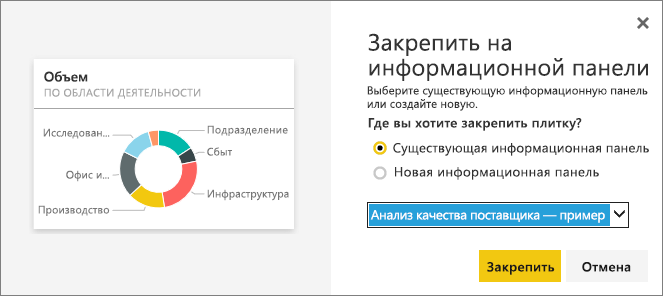 Объем
ПО ОБЛАСТИ ДЕЯТЕЛЬНОСТИ
Исследован...
Подразделение
Сбыт
Офис и...
Инфраструктура
Производство
Закрепить на
информационной панели
Выберите существующую информационную панель
или создайте новую.
Где вы хотите закрепить плитку?
Существующая информационная панель
Новая информационная панель
Анализ качества поставщика — пример
Закрепить
Отмена